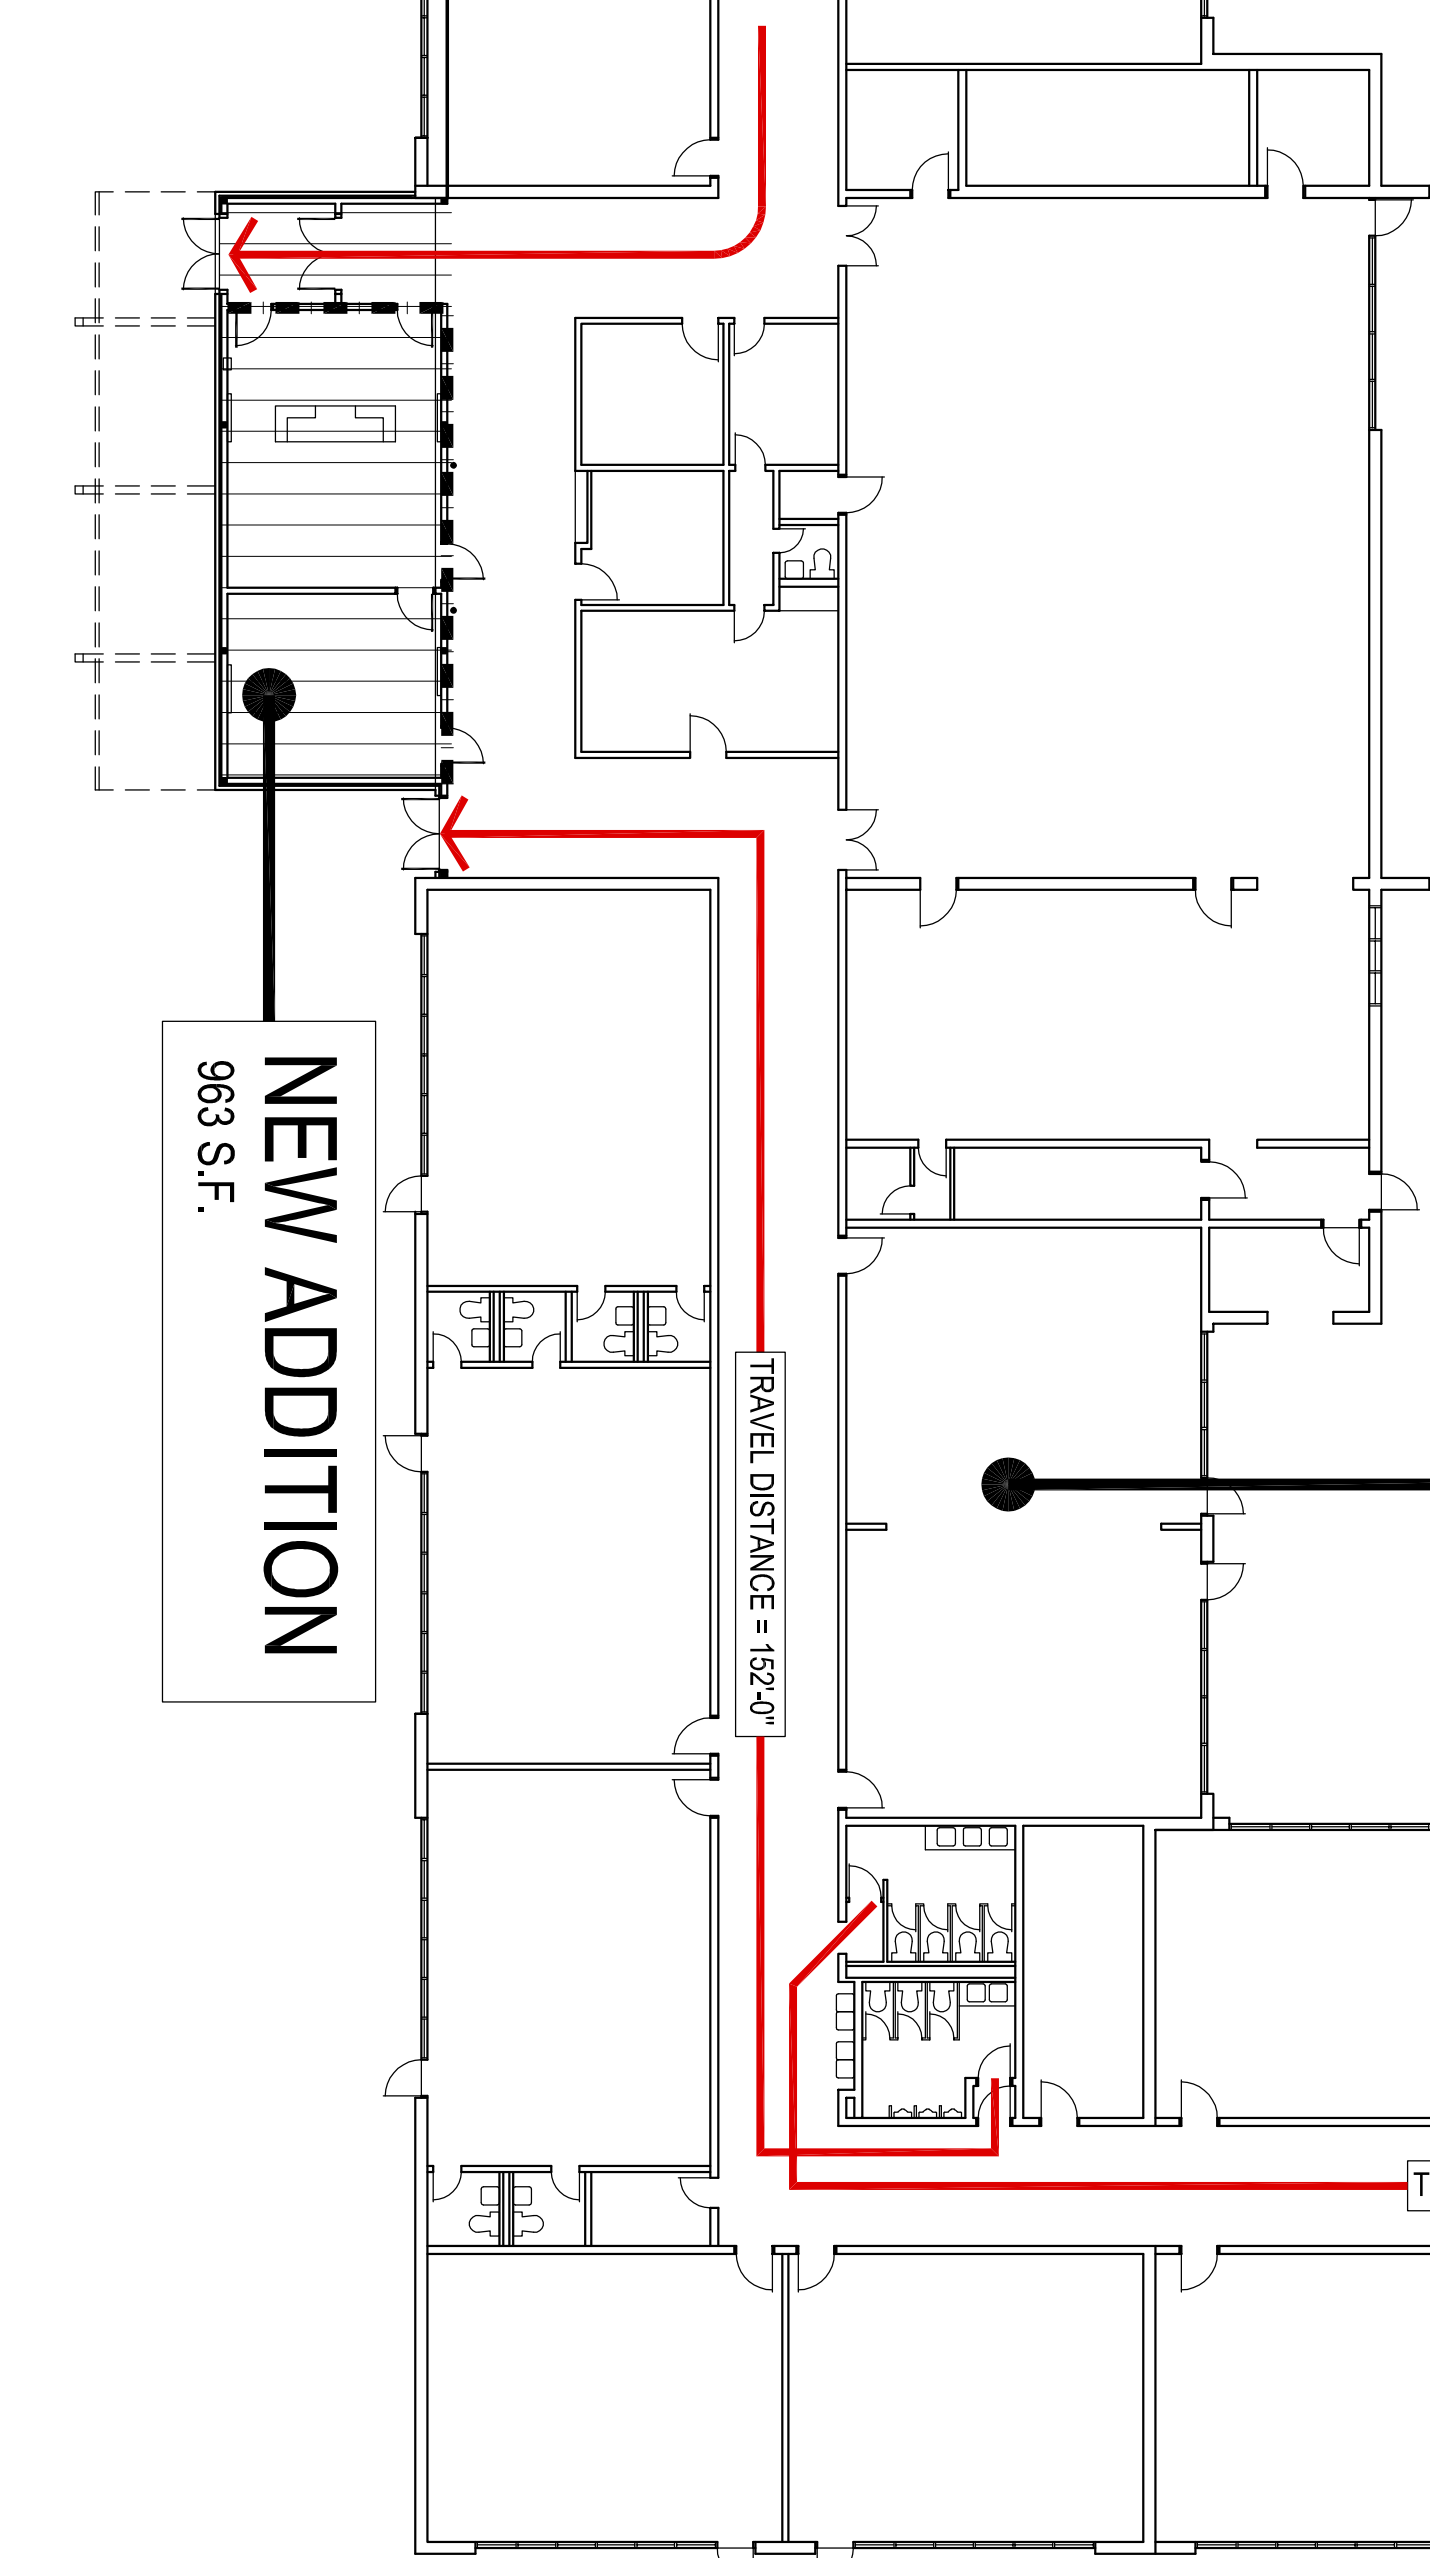 NEW ADDITION
963 S.F.
TRAVEL DISTANCE = 152'-0"
T